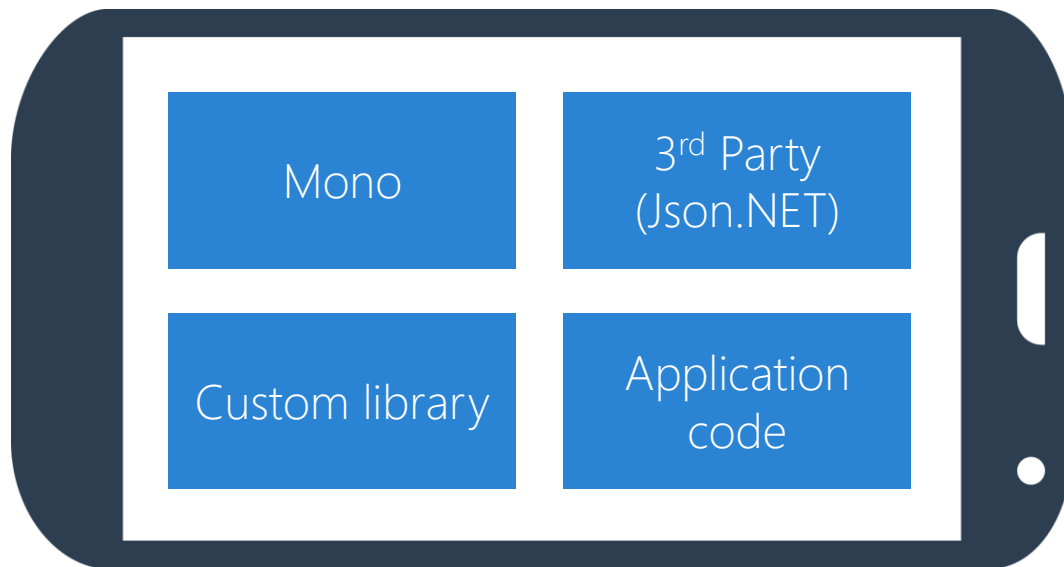 Mono
3rd Party
(Json.NET)
Custom library
Application
code